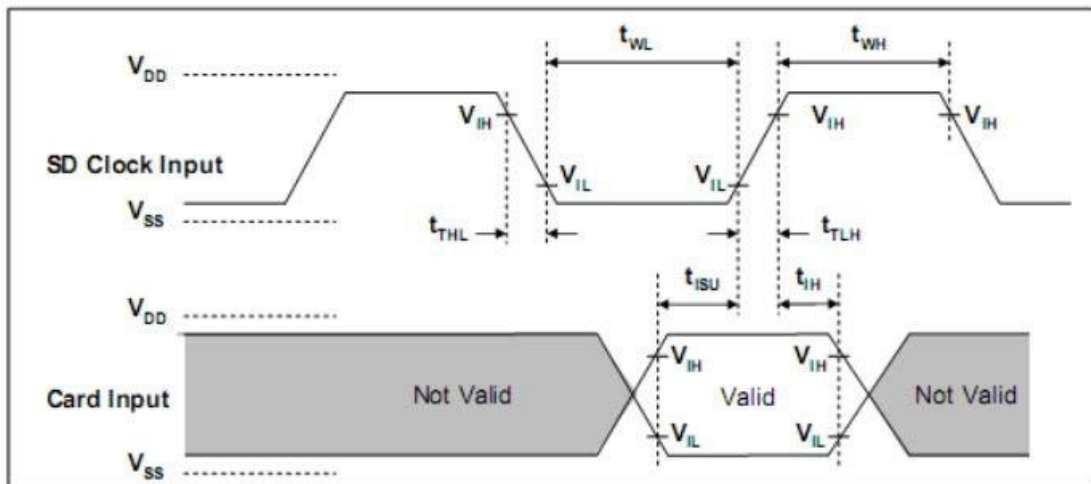 tWL
tWH
VDD
VIH
VIH
VIH
SD Clock Input
VIL
VIL
VSS
tTHL
tTLH
tISU
tIH
VDD
VIH
VIH
Card Input
Not Valid
Valid
Not Valid
VIL
VIL
VSS